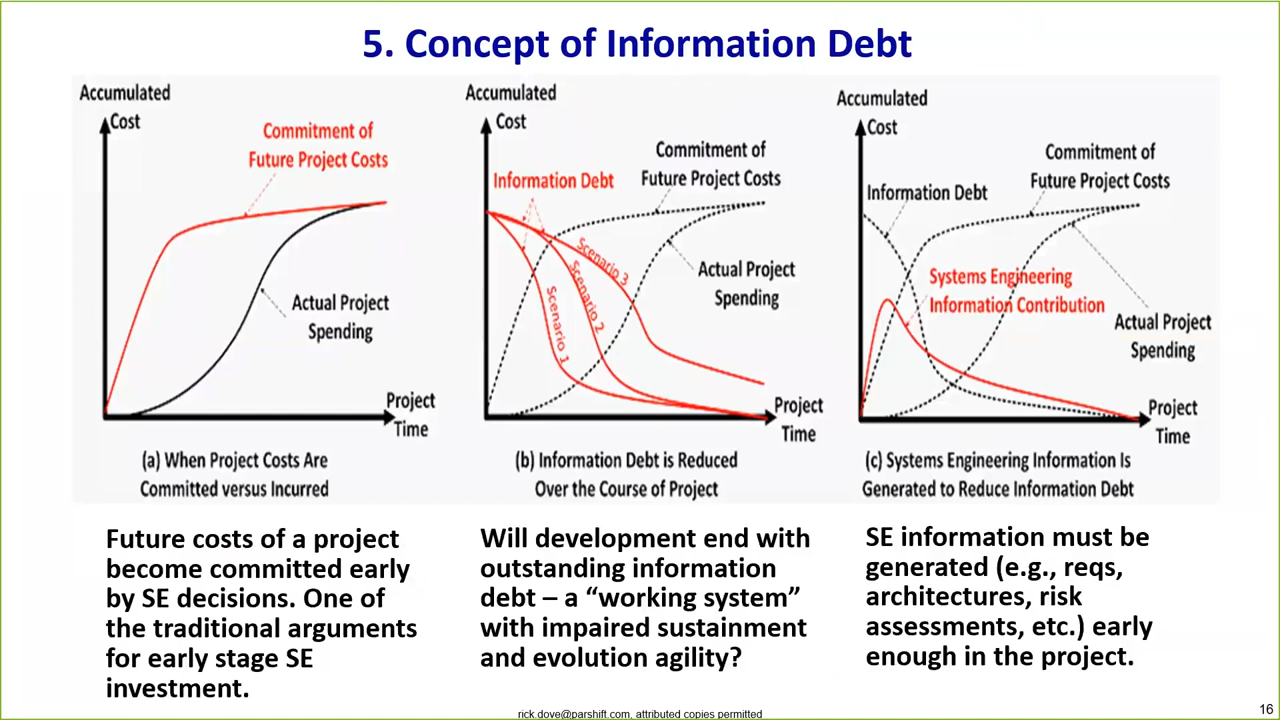 5. Concept of Information Debt
Accumulated
Cost
Commitment of
Future Project Costs
Actual Project
Spending
Project
Time
(a) When Project Costs Are
Committed versus Incurred
Accumulated
Cost
Information Debt
Commitment of
Future Project Costs
Scenario 1
Scenario 2
Scenario 3
Actual Project
Spending
Project
Time
(b) Information Debt is Reduced
Over the Course of Project
Accumulated
Cost
Information Debt
Commitment of
Future Project Costs
Systems Engineering
Information Contribution
Actual Project
Spending
Project
Time
(c) Systems Engineering Information Is
Generated to Reduce Information Debt
Future costs of a project
become committed early
by SE decisions. One of
the traditional arguments
for early stage SE
investment.
Will development end with
outstanding information
debt – a “working system”
with impaired sustainment
and evolution agility?
SE information must be
generated (e.g., reqs,
architectures, risk
assessments, etc.) early
enough in the project.
rick.dove@parshift.com, attributed copies permitted
16